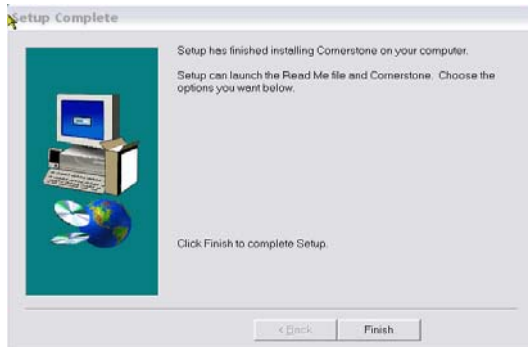 Setup Complete
Setup has finished installing Cornerstone on your computer.
Setup can launch the Read Me file and Cornerstone. Choose the
options you want below.
Click Finish to complete Setup.
< Back
Finish